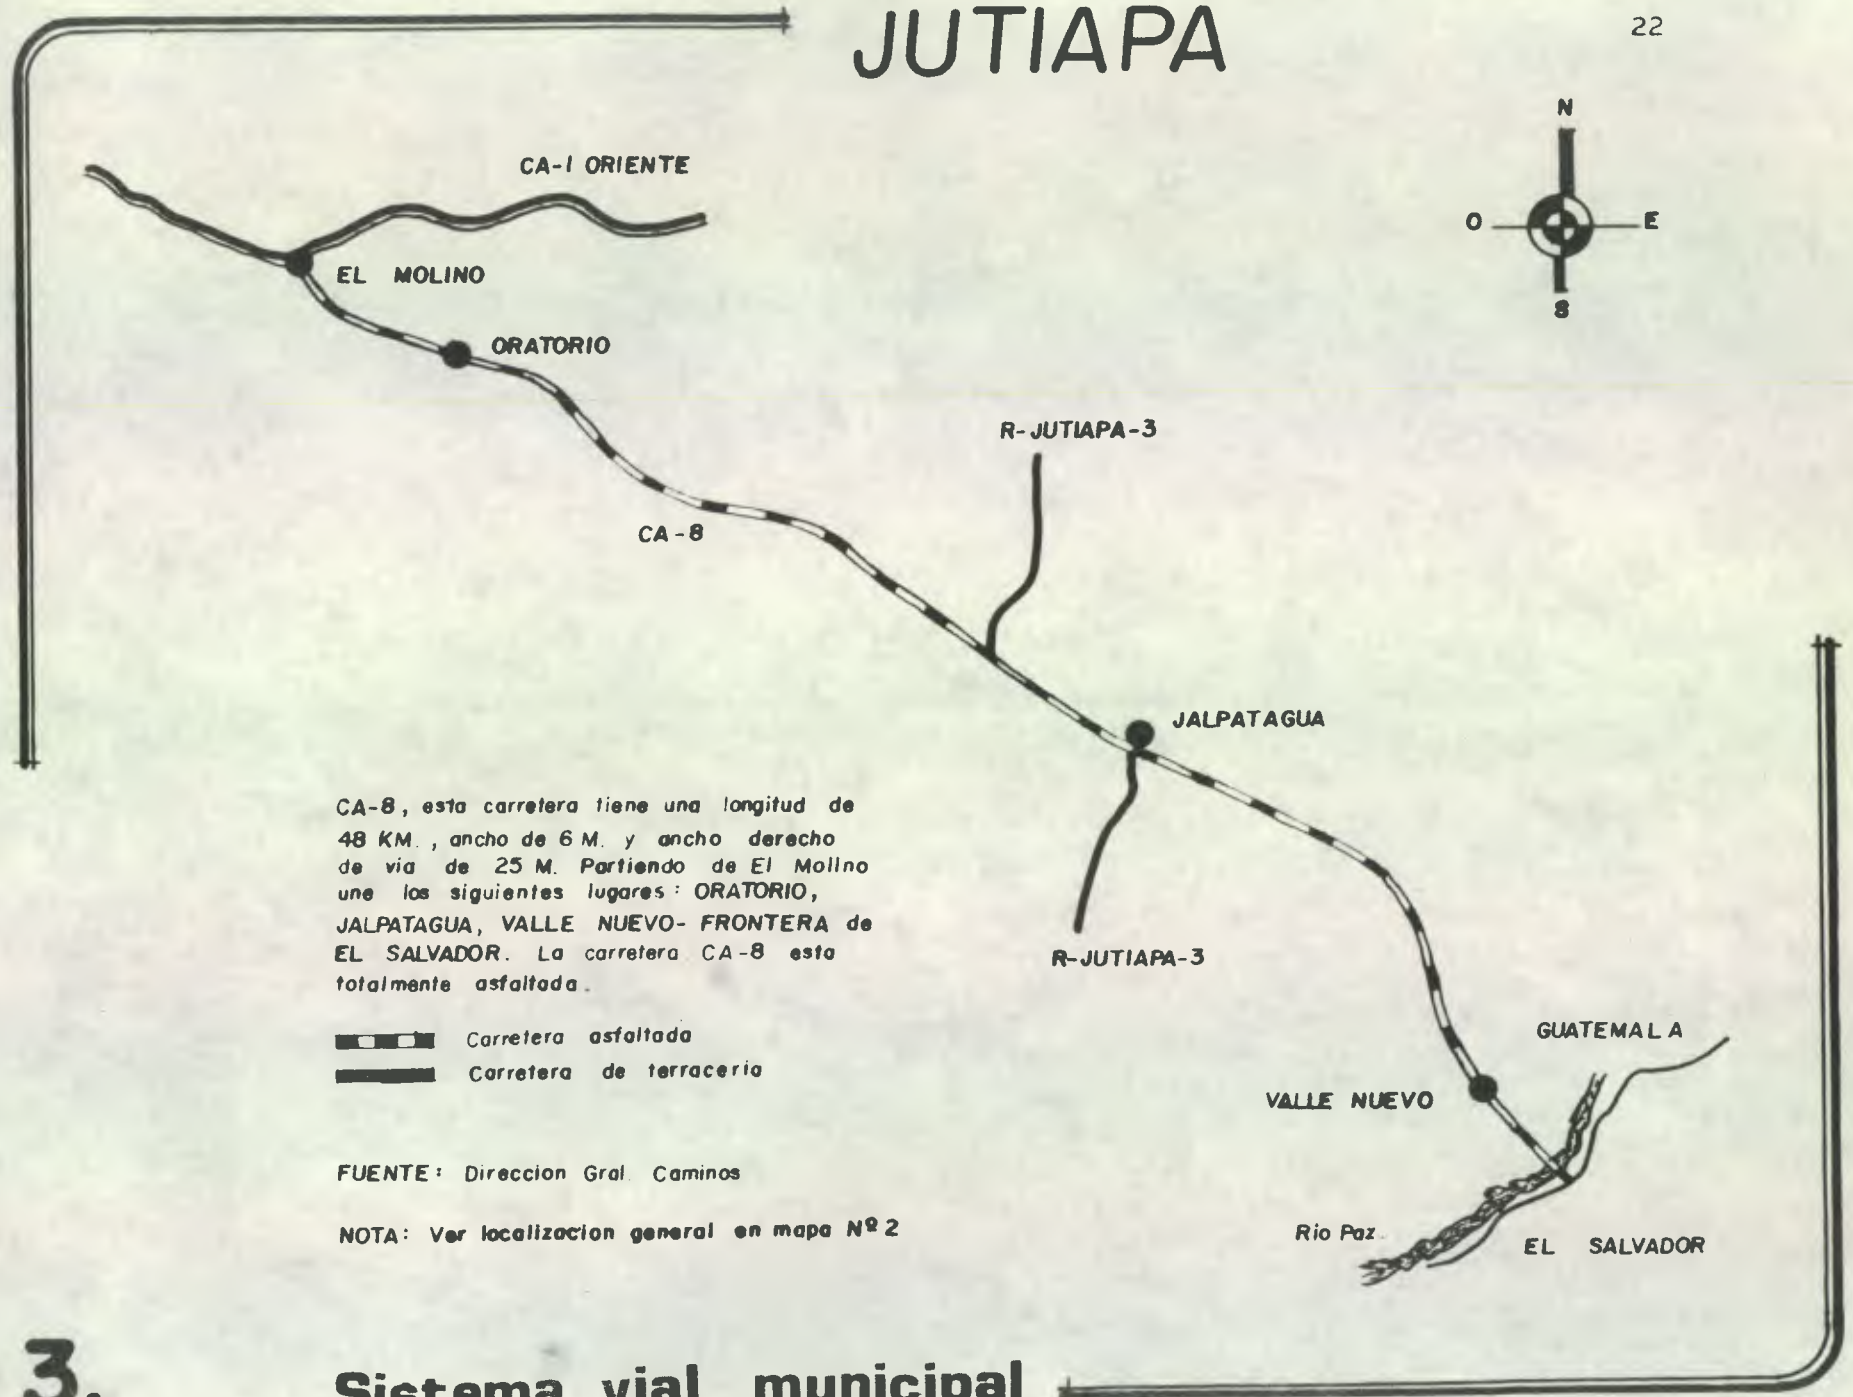 JUTIAPA
22
N
O
E
S
CA-1 ORIENTE
EL MOLINO
ORATORIO
R-JUTIAPA-3
CA-8
JALPATAGUA
CA-8, esta carretera tiene una longitud de
48 KM., ancho de 6 M. y ancho derecho
de via de 25 M. Partiendo de El Molino
une los siguientes lugares: ORATORIO,
JALPATAGUA, VALLE NUEVO- FRONTERA de
EL SALVADOR. La carretera CA-8 esta
totalmente asfaltada.
R-JUTIAPA-3
Carretera asfaltada
Carretera de terraceria
GUATEMALA
VALLE NUEVO
FUENTE: Direccion Gral. Caminos
NOTA: Ver localizacion general en mapa Nº 2
Rio Paz.
EL SALVADOR
3.
Sistema vial municipal